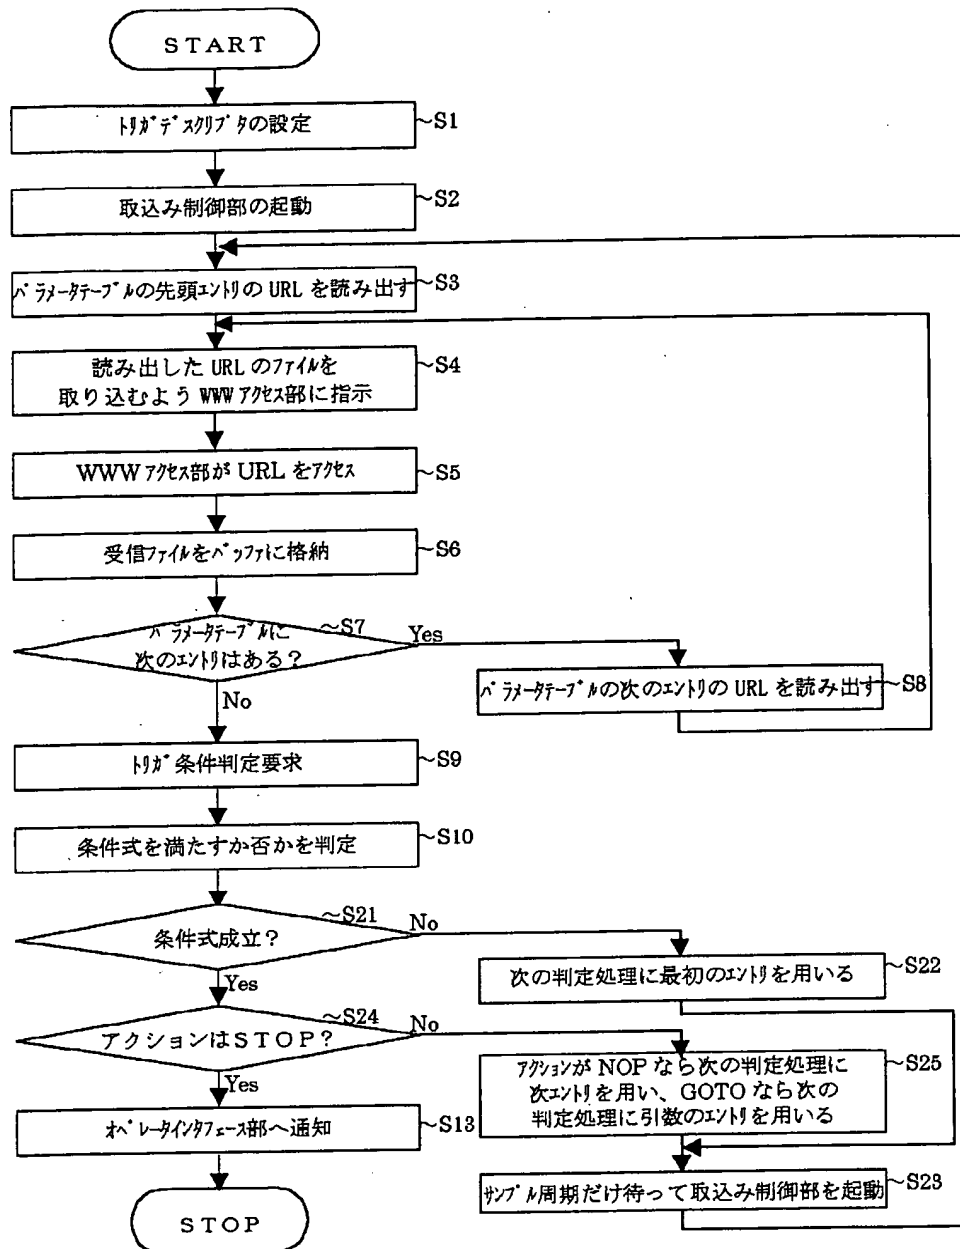 START
トリガデスクリプタの設定
~S1
取込み制御部の起動
~S2
パラメータテーブルの先頭エントリの URL を読み出す
~S3
読み出した URL のファイルを
取り込むよう WWW アクセス部に指示
~S4
WWW アクセス部が URL をアクセス
~S5
受信ファイルをバッファに格納
~S6
パラメータテーブルに
次のエントリはある?
~S7
Yes
No
パラメータテーブルの次のエントリの URL を読み出す
~S8
トリガ条件判定要求
~S9
条件式を満たすか否かを判定
~S10
条件式成立?
~S21
No
Yes
次の判定処理に最初のエントリを用いる
~S22
アクションはSTOP?
~S24
No
Yes
アクションが NOP なら次の判定処理に
次エントリを用い、GOTO なら次の
判定処理に引数のエントリを用いる
~S25
オペレータインタフェース部へ通知
~S13
サンプル周期だけ待って取込み制御部を起動
~S23
STOP